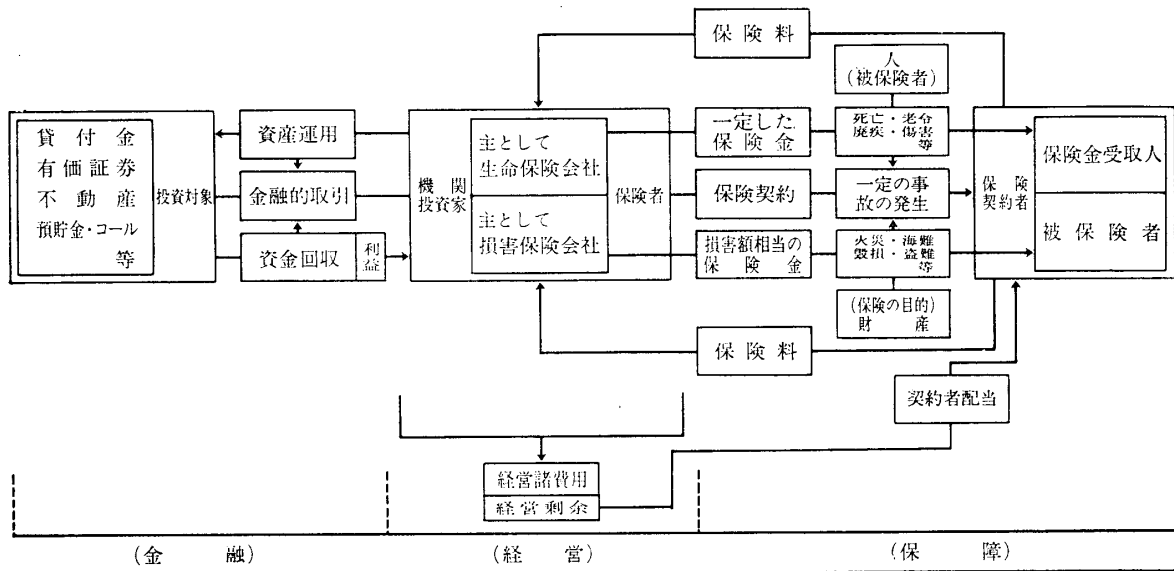 保険料
人
(被保険者)
貸付金
有価証券
不動産
預貯金・コール
等
投資対象
資産運用
金融的取引
資金回収
利益
機関
投資家
主として
生命保険会社
主として
損害保険会社
保険者
一定した
保険金
保険契約
損害額相当の
保険金
死亡・老令
廃疾・傷害
等
一定の事
故の発生
火災・海難
毀損・盗難
等
(保険の目的)
財産
保険
契約者
保険金受取人
被保険者
保険料
契約者配当
経営諸費用
経営剰余
(金融)
(経営)
(保障)